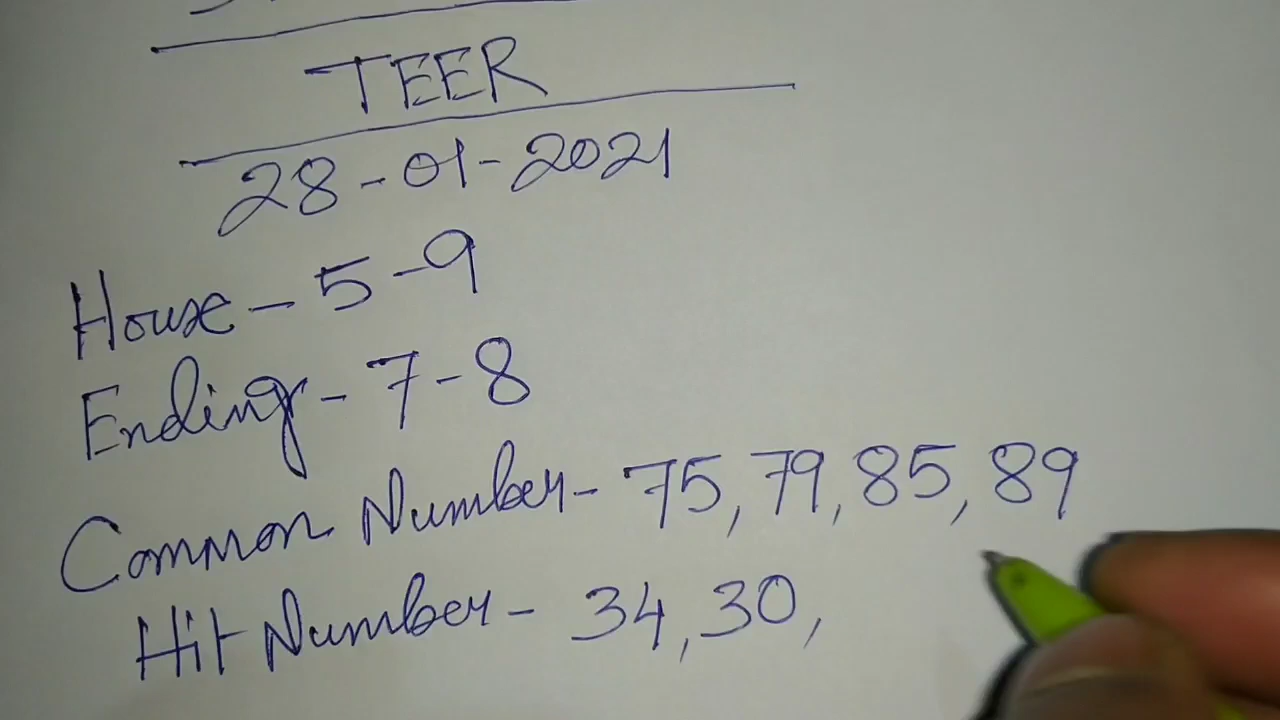 TEER
28-01-2021
House - 5 - 9
Ending - 7 - 8
Common Number - 75, 79, 85, 89
Hit Number - 34, 30,